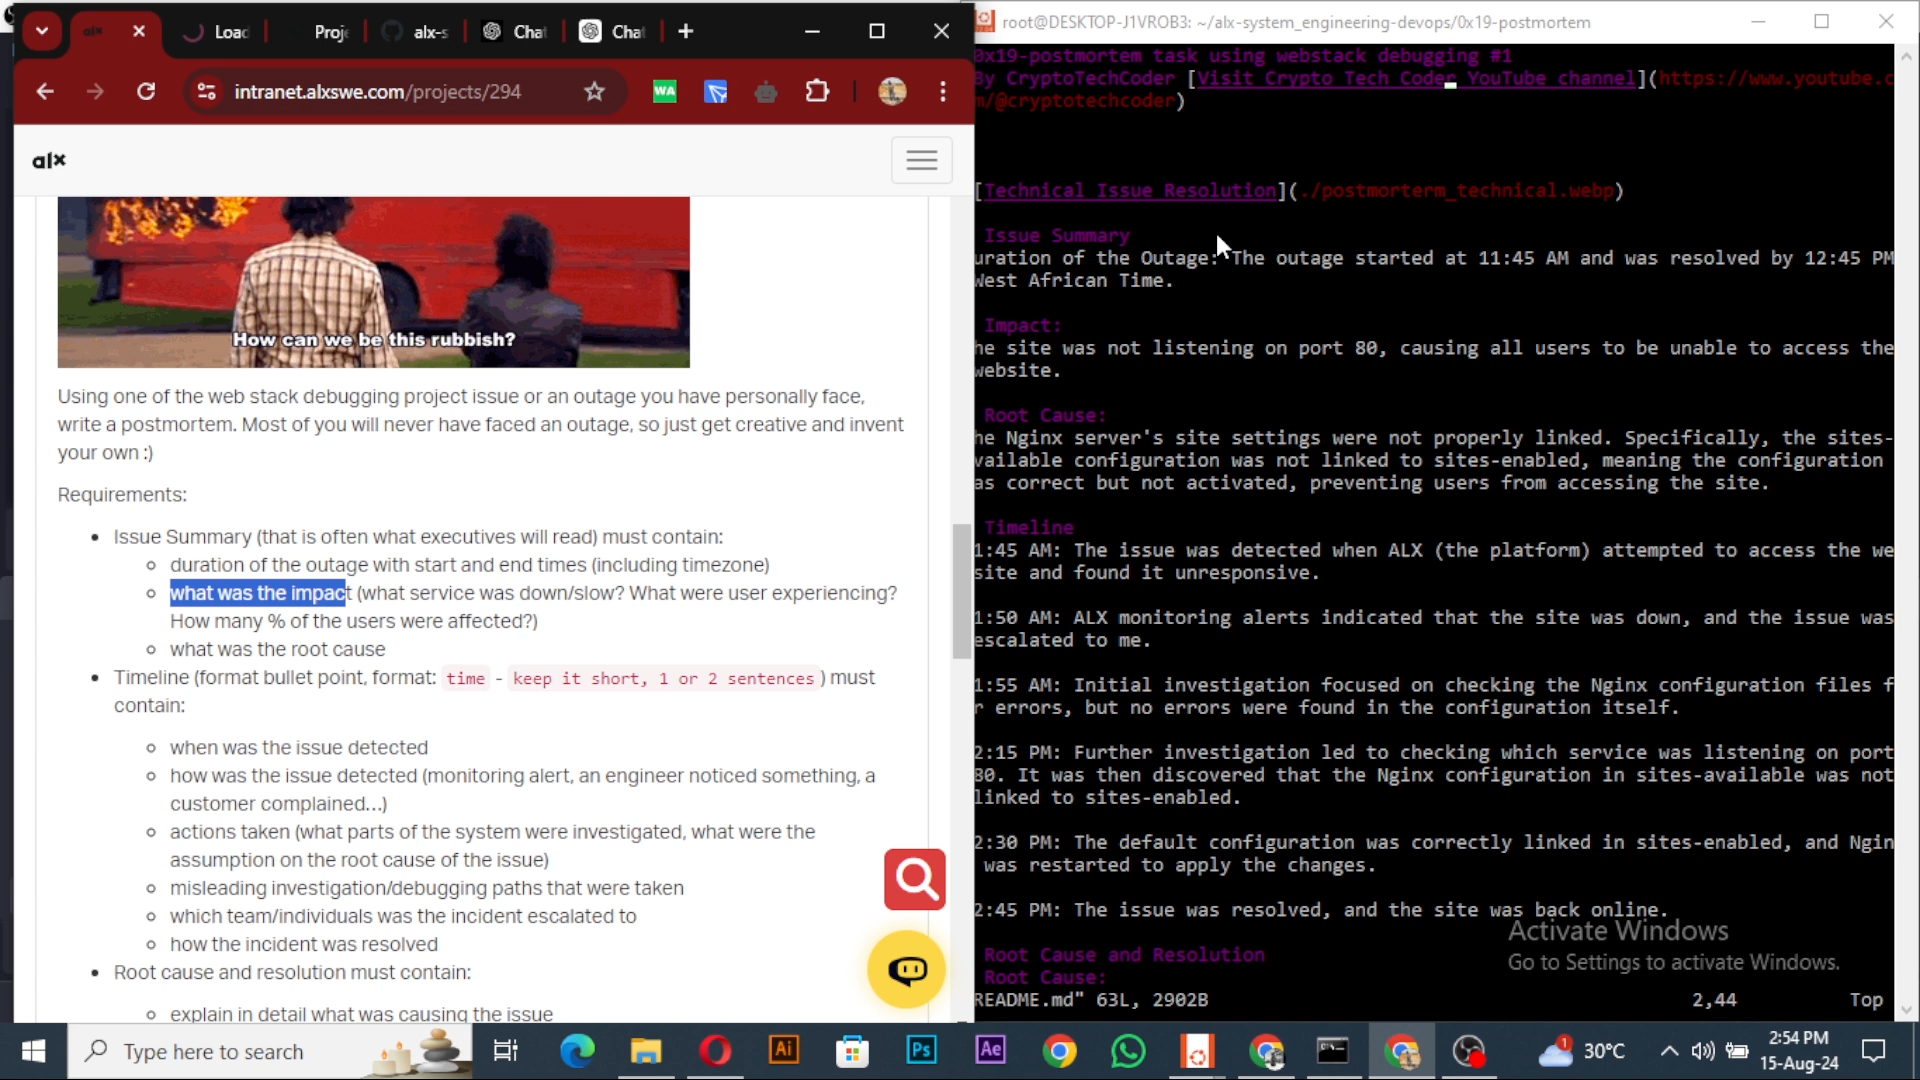 Load
Proje
alx-s
Chat
Chat
intranet.alxswe.com/projects/294
WA
alx
How can we be this rubbish?
Using one of the web stack debugging project issue or an outage you have personally face,
write a postmortem. Most of you will never have faced an outage, so just get creative and invent
your own :)
Requirements:
Issue Summary (that is often what executives will read) must contain:
duration of the outage with start and end times (including timezone)
what was the impact (what service was down/slow? What were user experiencing?
How many % of the users were affected?)
what was the root cause
Timeline (format bullet point, format: time - keep it short, 1 or 2 sentences ) must
contain:
when was the issue detected
how was the issue detected (monitoring alert, an engineer noticed something, a
customer complained...)
actions taken (what parts of the system were investigated, what were the
assumption on the root cause of the issue)
misleading investigation/debugging paths that were taken
which team/individuals was the incident escalated to
how the incident was resolved
Root cause and resolution must contain:
explain in detail what was causing the issue
root@DESKTOP-J1VROB3: ~/alx-system_engineering-devops/0x19-postmortem
0x19-postmortem task using webstack debugging #1
By CryptoTechCoder [Visit Crypto Tech Coder YouTube channel](https://www.youtube.c
m/@cryptotechcoder)
[Technical Issue Resolution](./postmorterm_technical.webp)
Issue Summary
uration of the Outage: The outage started at 11:45 AM and was resolved by 12:45 PM
West African Time.
Impact:
he site was not listening on port 80, causing all users to be unable to access the
website.
Root Cause:
he Nginx server's site settings were not properly linked. Specifically, the sites-
vailable configuration was not linked to sites-enabled, meaning the configuration
as correct but not activated, preventing users from accessing the site.
Timeline
1:45 AM: The issue was detected when ALX (the platform) attempted to access the we
site and found it unresponsive.
1:50 AM: ALX monitoring alerts indicated that the site was down, and the issue was
escalated to me.
1:55 AM: Initial investigation focused on checking the Nginx configuration files f
r errors, but no errors were found in the configuration itself.
2:15 PM: Further investigation led to checking which service was listening on port
80. It was then discovered that the Nginx configuration in sites-available was not
linked to sites-enabled.
2:30 PM: The default configuration was correctly linked in sites-enabled, and Ngin
was restarted to apply the changes.
2:45 PM: The issue was resolved, and the site was back online.
Root Cause and Resolution
Root Cause:
README.md" 63L, 2902B 2,44 Top
Activate Windows
Go to Settings to activate Windows.
Type here to search
Ai
Ps
Ae
1
30°C
2:54 PM
15-Aug-24